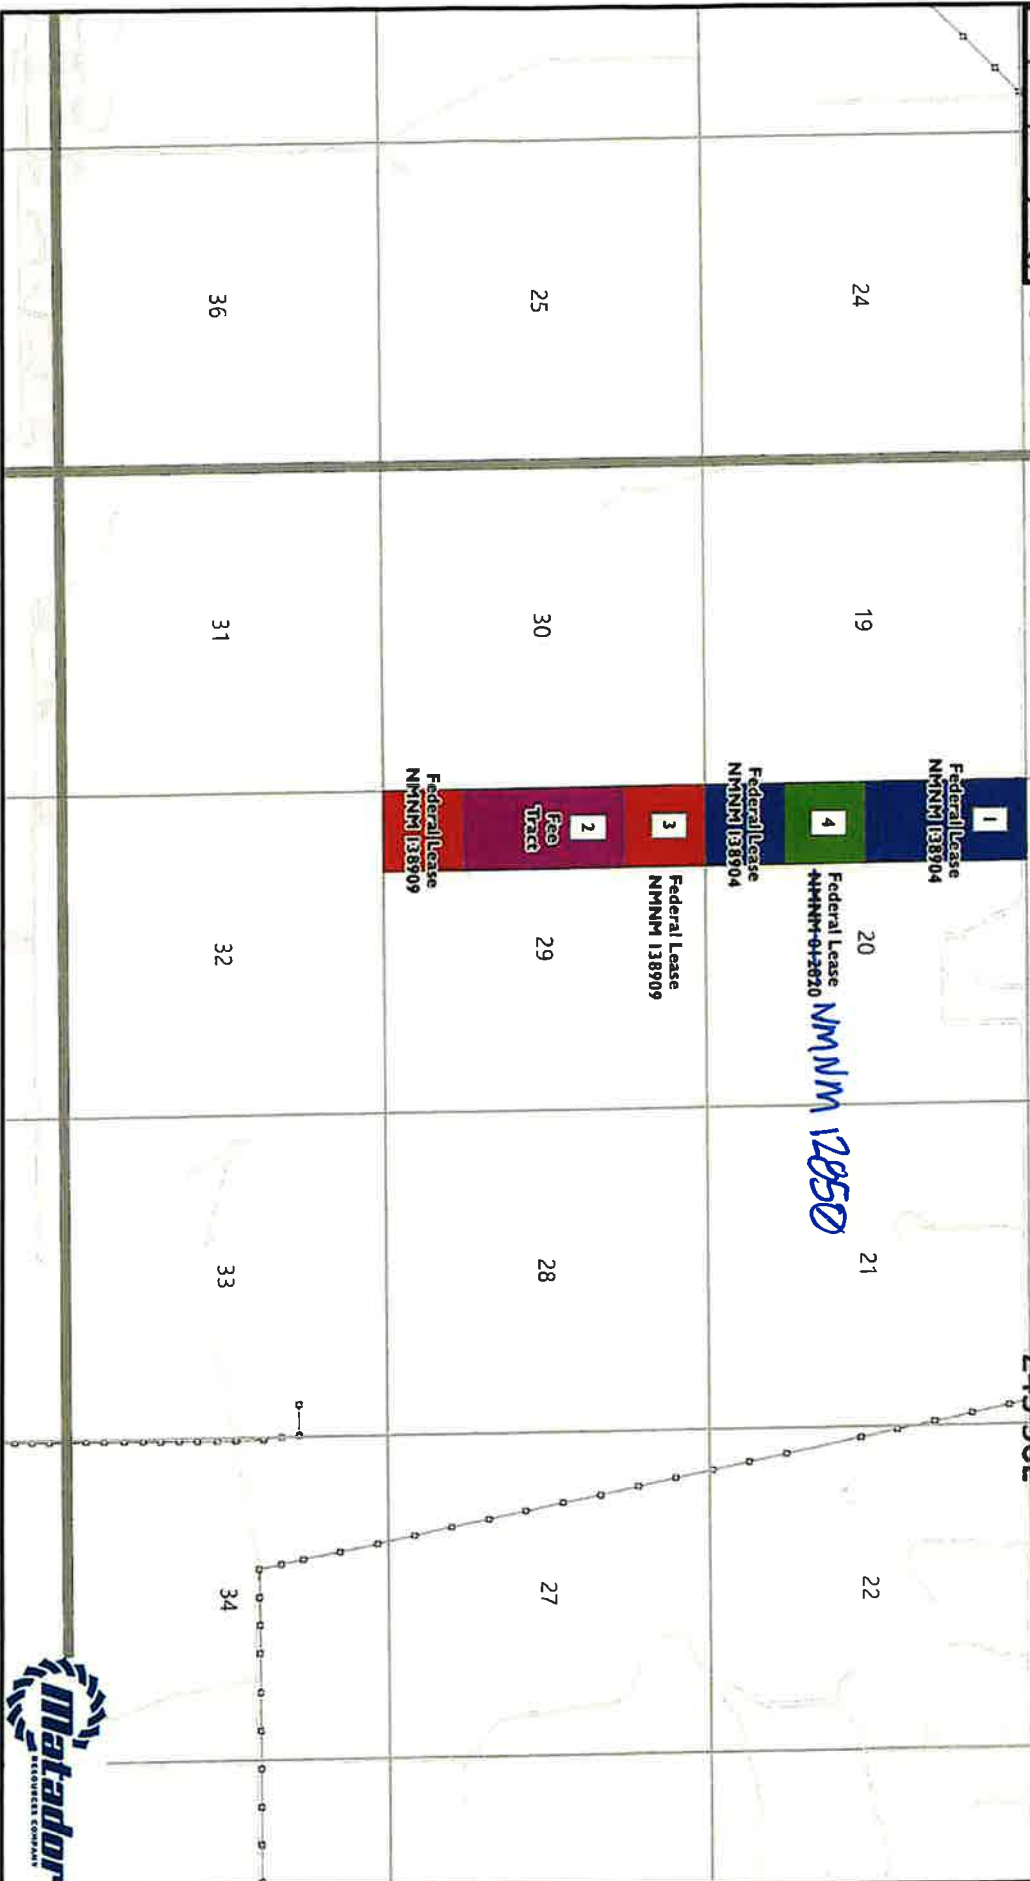 1
Federal Lease
NMNM 138904
24
19
20
21
22
4
Federal Lease
NMNM 012820 NMNM 12850
Federal Lease
NMNM 138904
3
Federal Lease
NMNM 138909
25
30
2
Fee
Tract
29
28
27
Federal Lease
NMNM 138909
36
31
32
33
34
matador
RESOURCES COMPANY